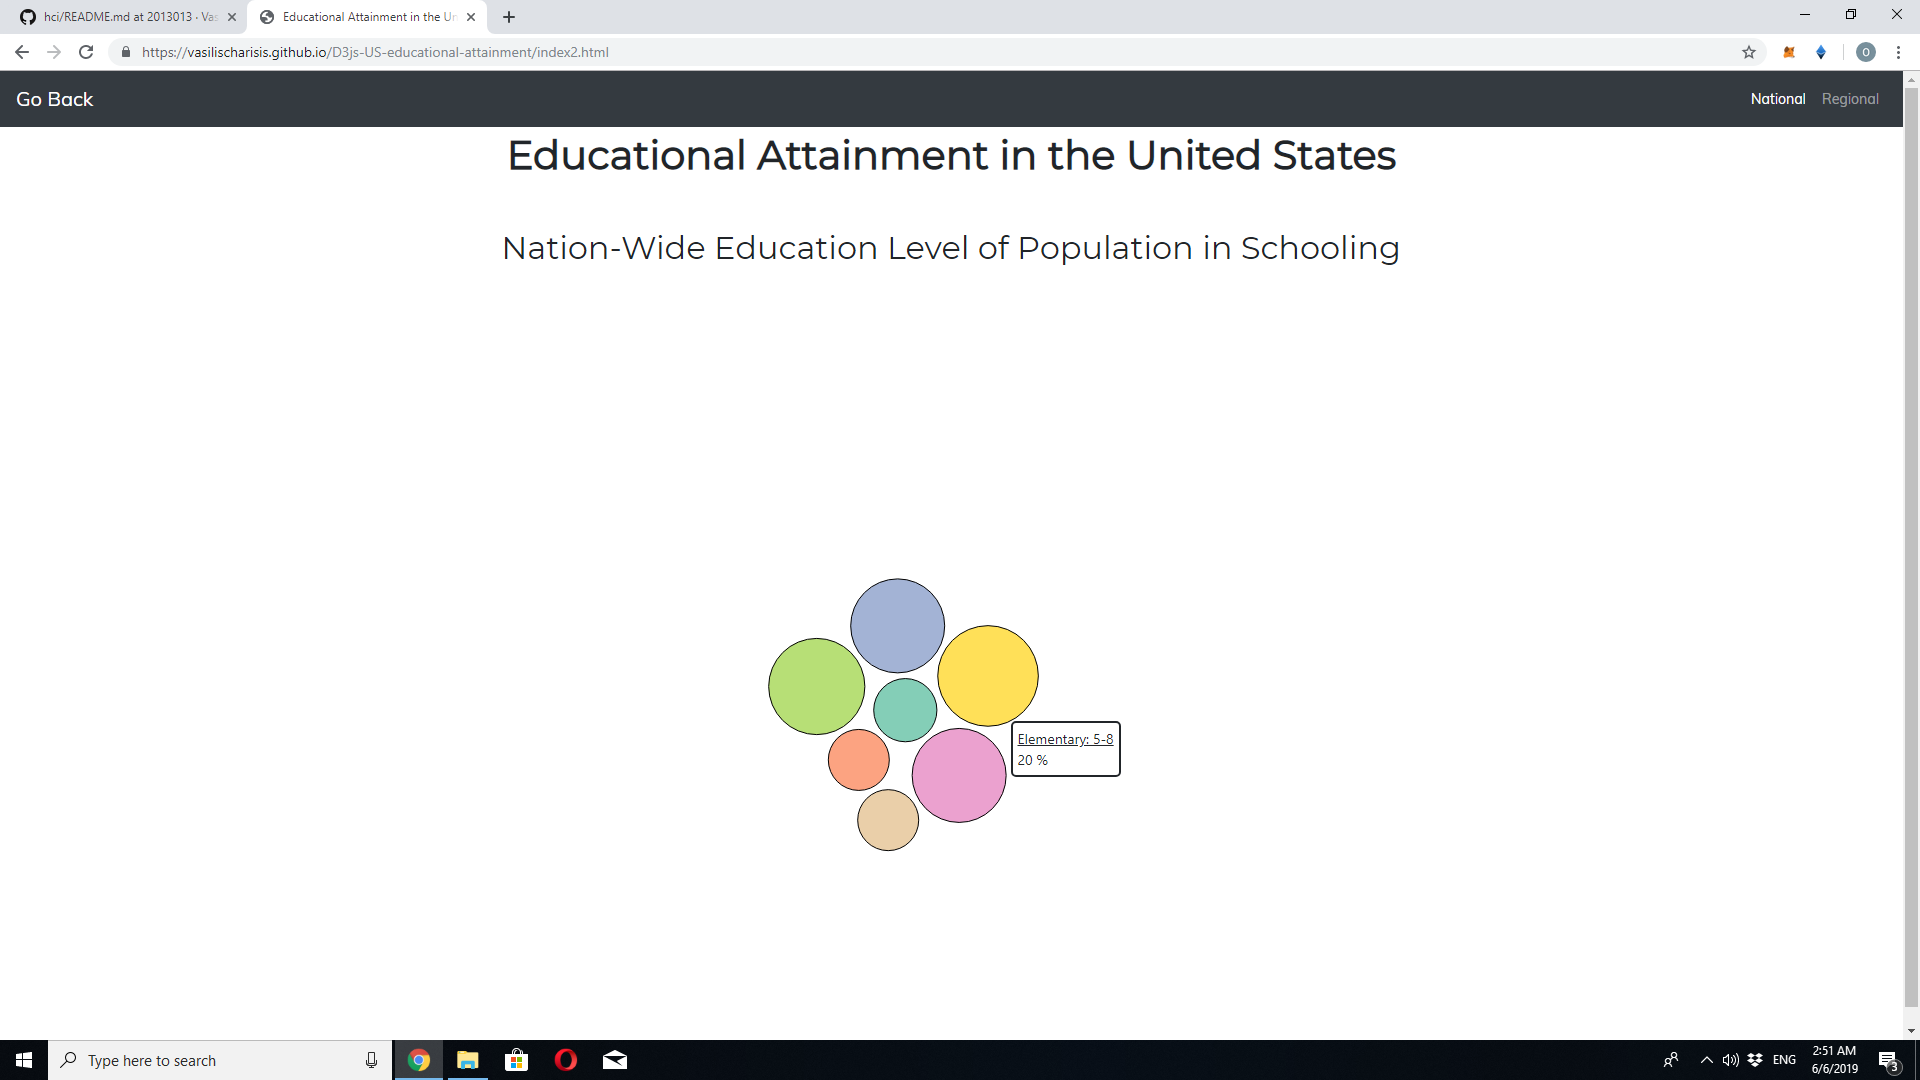 hci/README.md at 2013013 · Vas
Educational Attainment in the Un
https://vasilischarisis.github.io/D3js-US-educational-attainment/index2.html
O
Go Back
National
Regional
Educational Attainment in the United States
Nation-Wide Education Level of Population in Schooling
Elementary: 5-8
20 %
Type here to search
ENG
2:51 AM
6/6/2019
3